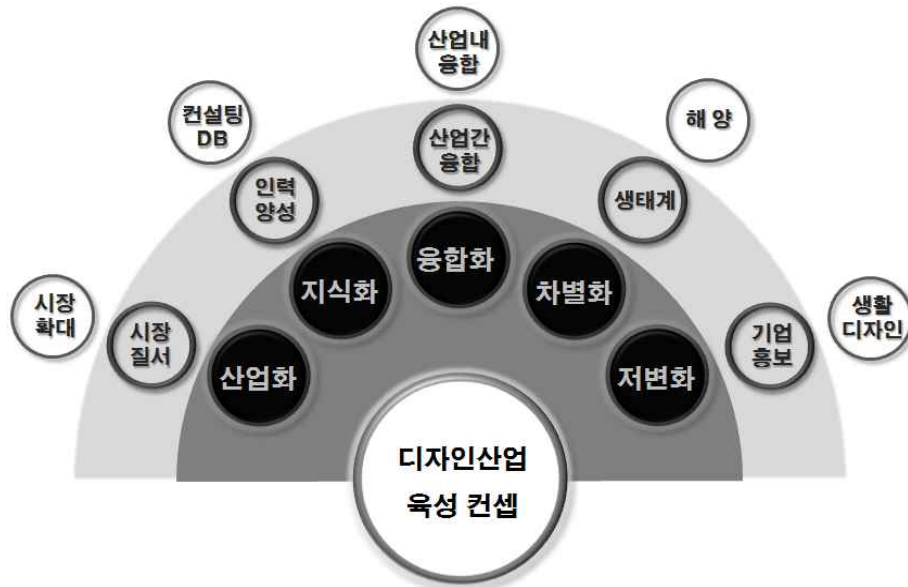 산업내
융합
컨설팅
DB
해 양
산업간
융합
인력
양성
생태계
융합화
지식화
차별화
시장
확대
시장
질서
기업
홍보
생활
디자인
산업화
저변화
디자인산업
육성 컨셉